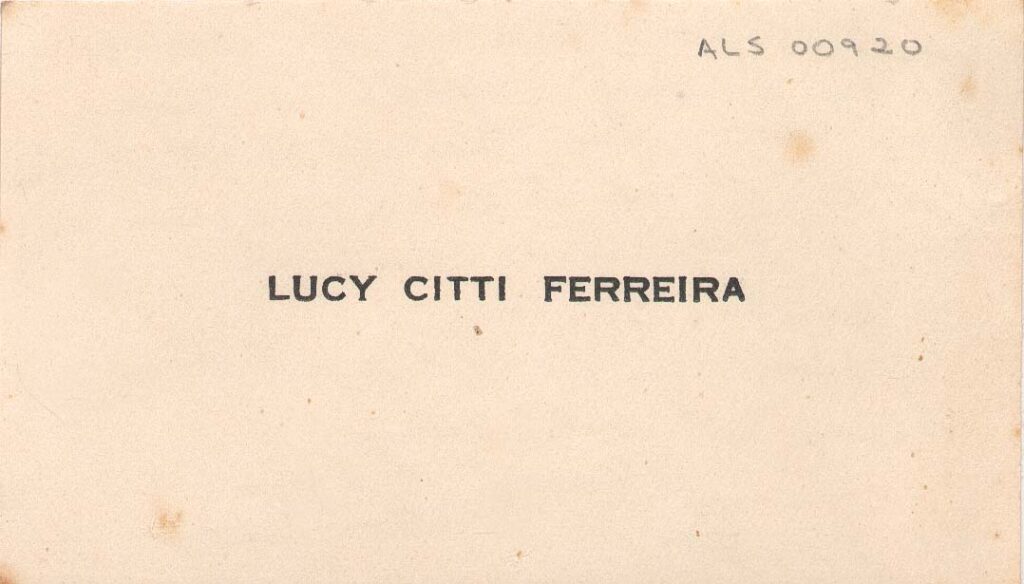 ALS 00920
LUCY CITTI FERREIRA